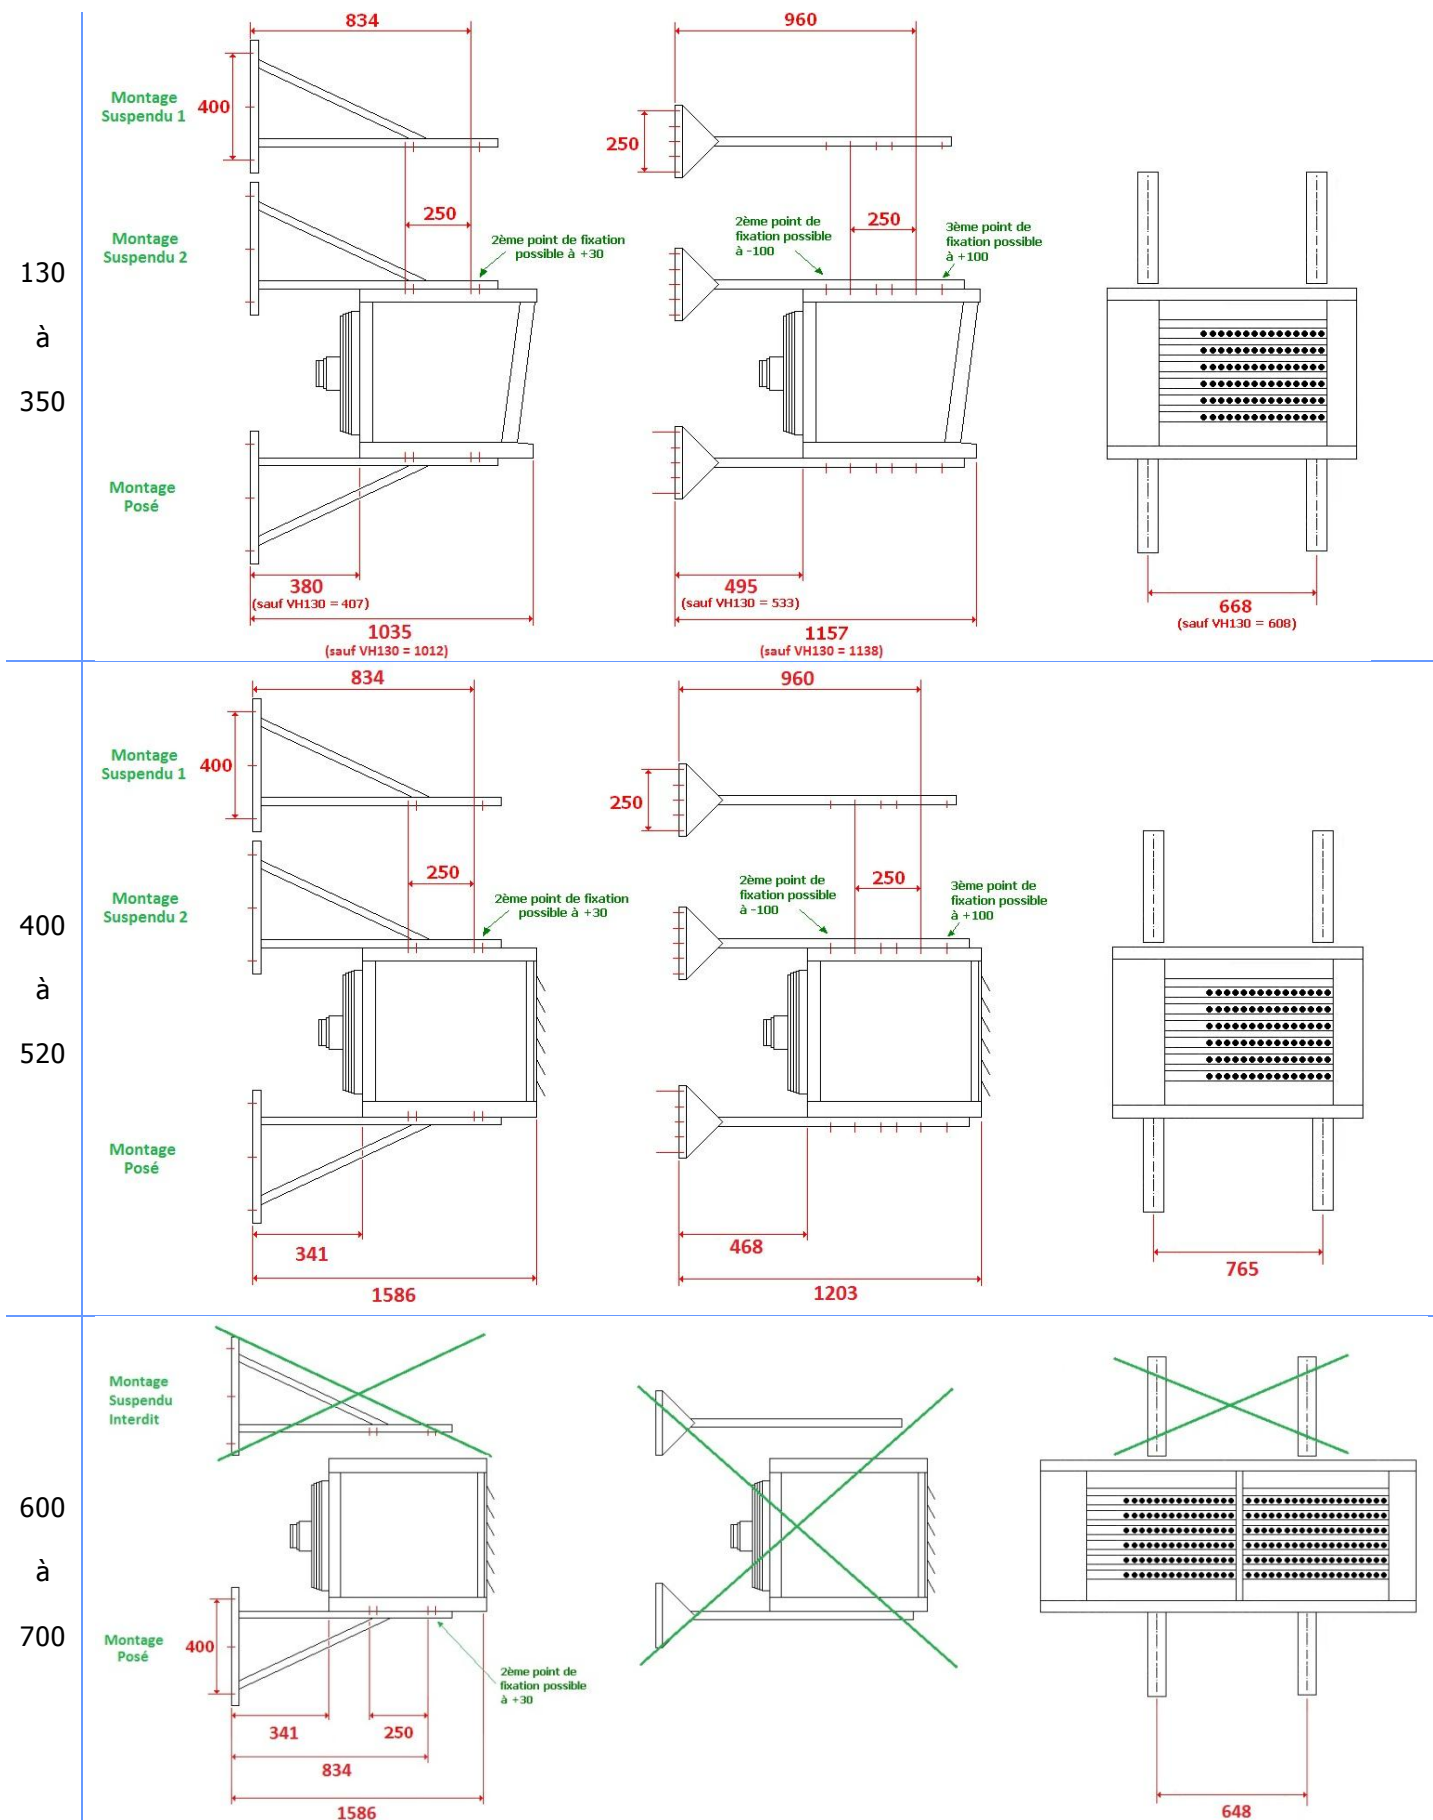 834
960
Montage
Suspendu 1
400
250
Montage
Suspendu 2
250
2ème point de fixation
possible à +30
2ème point de
fixation possible
à -100
250
3ème point de
fixation possible
à +100
130
à
350
Montage
Posé
380
(sauf VH130 = 407)
1035
(sauf VH130 = 1012)
495
(sauf VH130 = 533)
1157
(sauf VH130 = 1138)
668
(sauf VH130 = 608)
834
960
Montage
Suspendu 1
400
250
Montage
Suspendu 2
250
2ème point de fixation
possible à +30
2ème point de
fixation possible
à -100
250
3ème point de
fixation possible
à +100
400
à
520
Montage
Posé
341
1586
468
1203
765
Montage
Suspendu
Interdit
600
à
700
Montage
Posé
400
2ème point de
fixation possible
à +30
341
250
834
1586
648